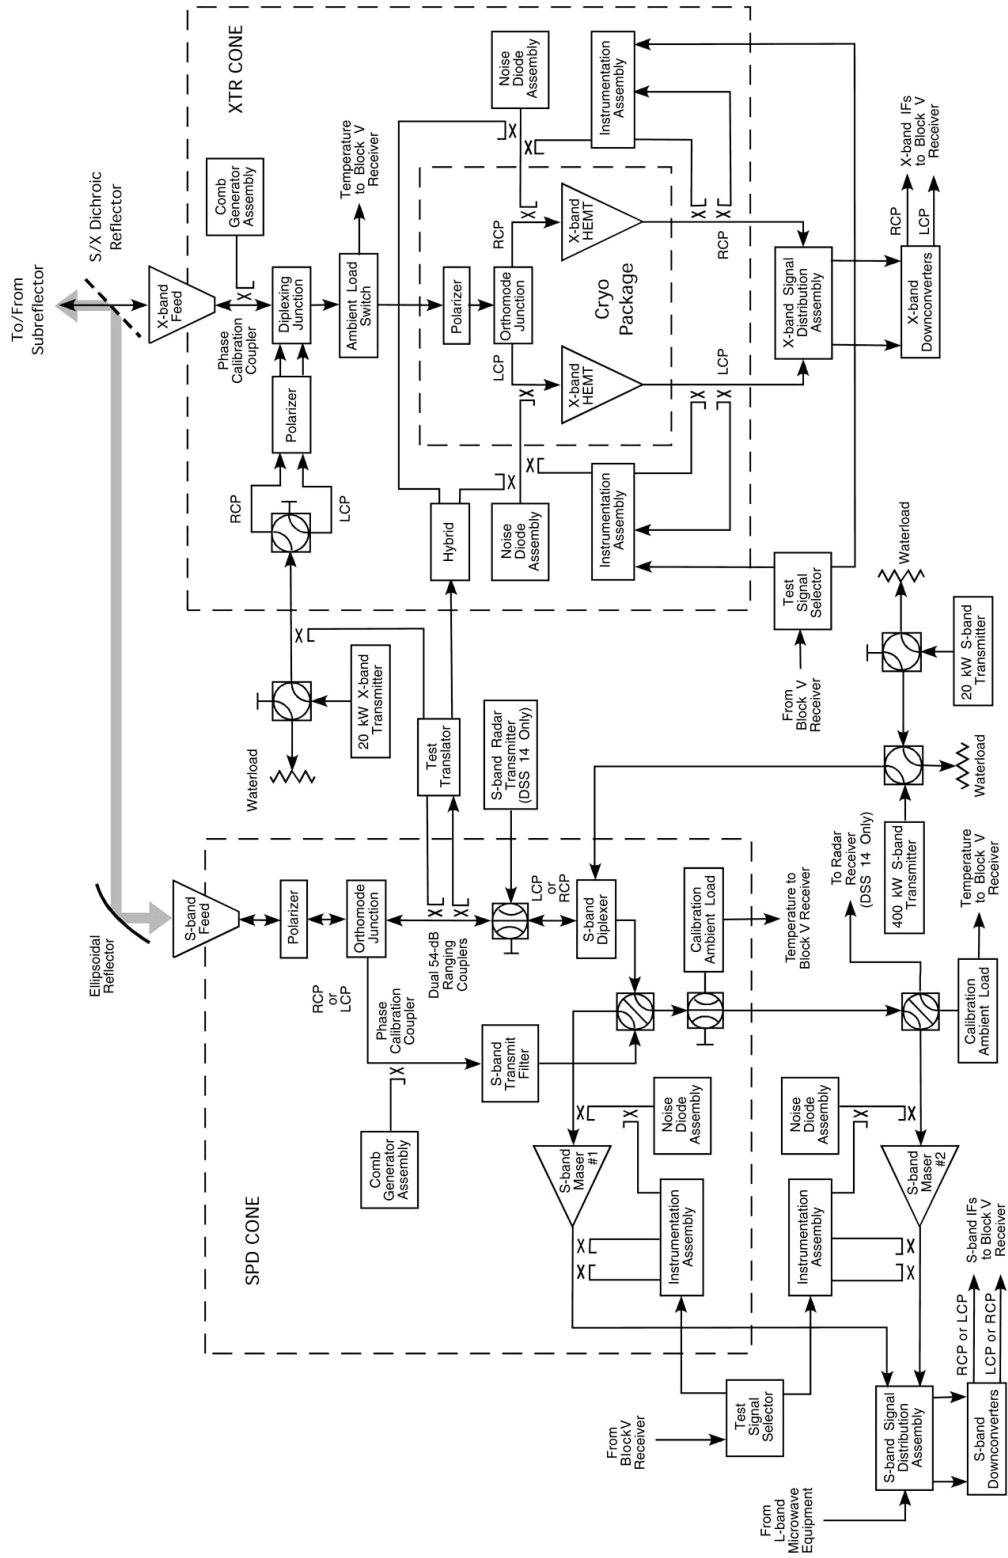 To/From
Subreflector
S/X Dichroic
Reflector
Ellipsoidal
Reflector
XTR CONE
X-band
Feed
Phase
Calibration
Coupler
Comb
Generator
Assembly
Diplexing
Junction
Polarizer
RCP
LCP
Ambient Load
Switch
Temperature
to Block V
Receiver
Noise
Diode
Assembly
Instrumentation
Assembly
Polarizer
Orthomode
Junction
LCP
RCP
X-band
HEMT
X-band
HEMT
Cryo
Package
Hybrid
Noise
Diode
Assembly
Instrumentation
Assembly
LCP
RCP
X-band Signal
Distribution
Assembly
X-band
Downconverters
RCP
LCP
X-band IFs
to Block V
Receiver
Waterload
20 kW X-band
Transmitter
Test
Translator
S-band Radar
Transmitter
(DSS 14 Only)
From
Block V
Receiver
Test
Signal
Selector
Waterload
20 kW S-band
Transmitter
Waterload
400 kW S-band
Transmitter
SPD CONE
S-band
Feed
Polarizer
Orthomode
Junction
RCP
or
LCP
Dual 54-dB
Ranging
Couplers
LCP
or
RCP
S-band
Diplexer
Phase
Calibration
Coupler
Comb
Generator
Assembly
S-band
Transmit
Filter
Calibration
Ambient Load
Temperature to
Block V Receiver
To Radar
Receiver
(DSS 14 Only)
Temperature
to Block V
Receiver
Calibration
Ambient Load
S-band
Maser
#1
Noise
Diode
Assembly
Instrumentation
Assembly
Noise
Diode
Assembly
Instrumentation
Assembly
S-band
Maser
#2
From
BlockV
Receiver
Test
Signal
Selector
From
L-band
Microwave
Equipment
S-band Signal
Distribution
Assembly
S-band
Downconverters
RCP or LCP
LCP or RCP
S-band IFs
to Block V
Receiver